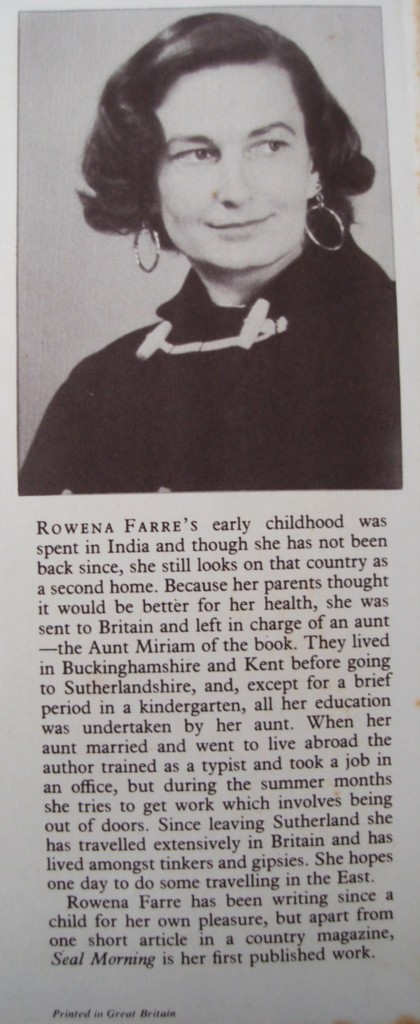 ROWENA FARRE'S early childhood was
spent in India and though she has not been
back since, she still looks on that country as
a second home. Because her parents thought
it would be better for her health, she was
sent to Britain and left in charge of an aunt
—the Aunt Miriam of the book. They lived
in Buckinghamshire and Kent before going
to Sutherlandshire, and, except for a brief
period in a kindergarten, all her education
was undertaken by her aunt. When her
aunt married and went to live abroad the
author trained as a typist and took a job in
an office, but during the summer months
she tries to get work which involves being
out of doors. Since leaving Sutherland she
has travelled extensively in Britain and has
lived amongst tinkers and gipsies. She hopes
one day to do some travelling in the East.
Rowena Farre has been writing since a
child for her own pleasure, but apart from
one short article in a country magazine,
Seal Morning is her first published work.
Printed in Great Britain